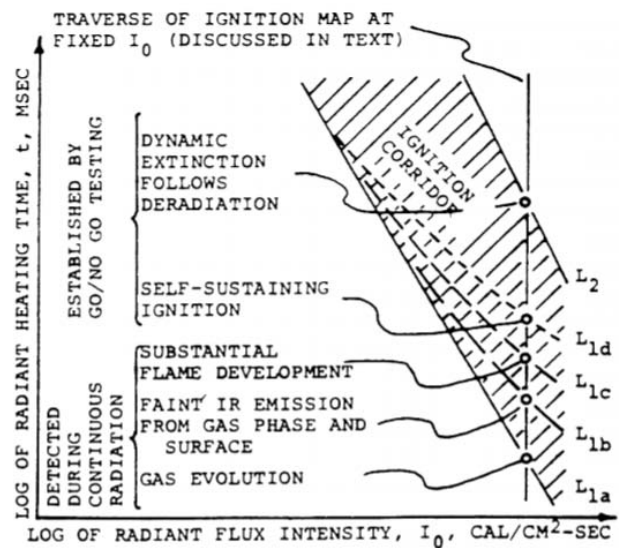 TRAVERSE OF IGNITION MAP AT
FIXED I₀ (DISCUSSED IN TEXT)
LOG OF RADIANT HEATING TIME, t, MSEC
ESTABLISHED BY
GO/NO GO TESTING
DYNAMIC
EXTINCTION
FOLLOWS
DERADIATION
IGNITION
CORRIDOR
SELF-SUSTAINING
IGNITION
DETECTED
DURING
CONTINUOUS
RADIATION
SUBSTANTIAL
FLAME DEVELOPMENT
FAINT IR EMISSION
FROM GAS PHASE AND
SURFACE
GAS EVOLUTION
L₂
L₁d
L₁c
L₁b
L₁a
LOG OF RADIANT FLUX INTENSITY, I₀, CAL/CM²-SEC